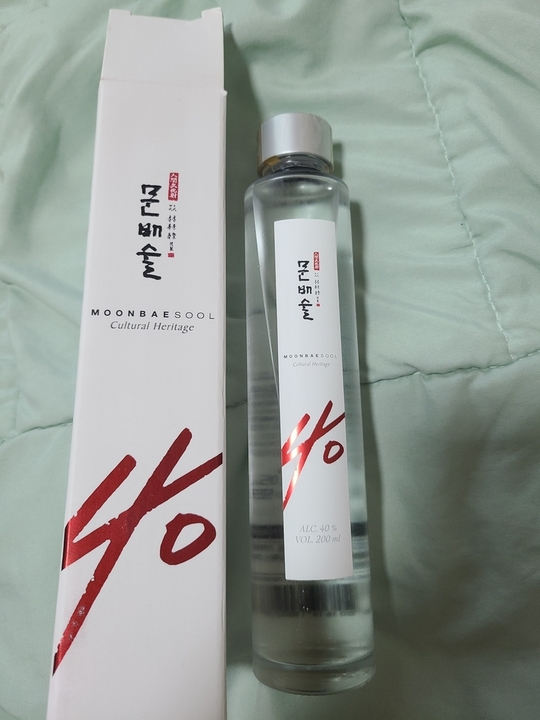 문배술
MOONBAESOOL
Cultural Heritage
40
문배술
MOONBAESOOL
Cultural Heritage
40
ALC. 40 %
VOL. 200 ml